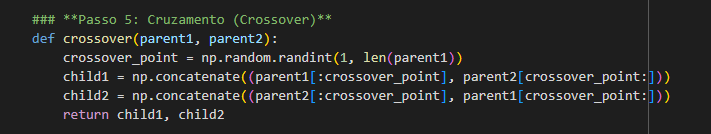 ### **Passo 5: Cruzamento (Crossover)**
def crossover(parent1, parent2):
    crossover_point = np.random.randint(1, len(parent1))
    child1 = np.concatenate((parent1[:crossover_point], parent2[crossover_point:]))
    child2 = np.concatenate((parent2[:crossover_point], parent1[crossover_point:]))
    return child1, child2